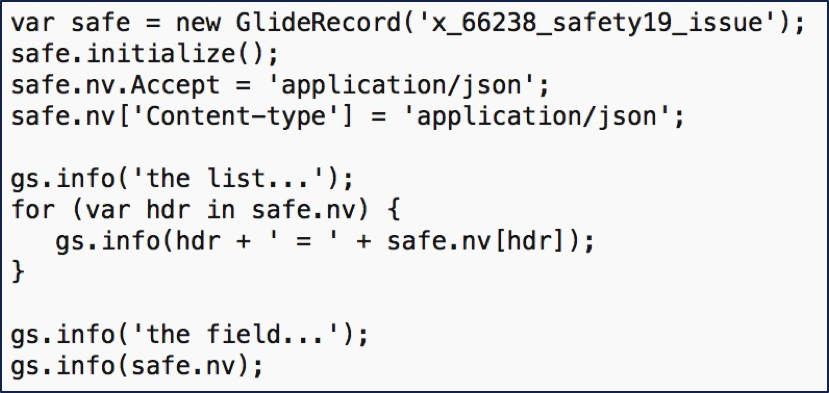 var safe = new GlideRecord('x_66238_safety19_issue');
safe.initialize();
safe.nv.Accept = 'application/json';
safe.nv['Content-type'] = 'application/json';

gs.info('the list...');
for (var hdr in safe.nv) {
   gs.info(hdr + ' = ' + safe.nv[hdr]);
}

gs.info('the field...');
gs.info(safe.nv);